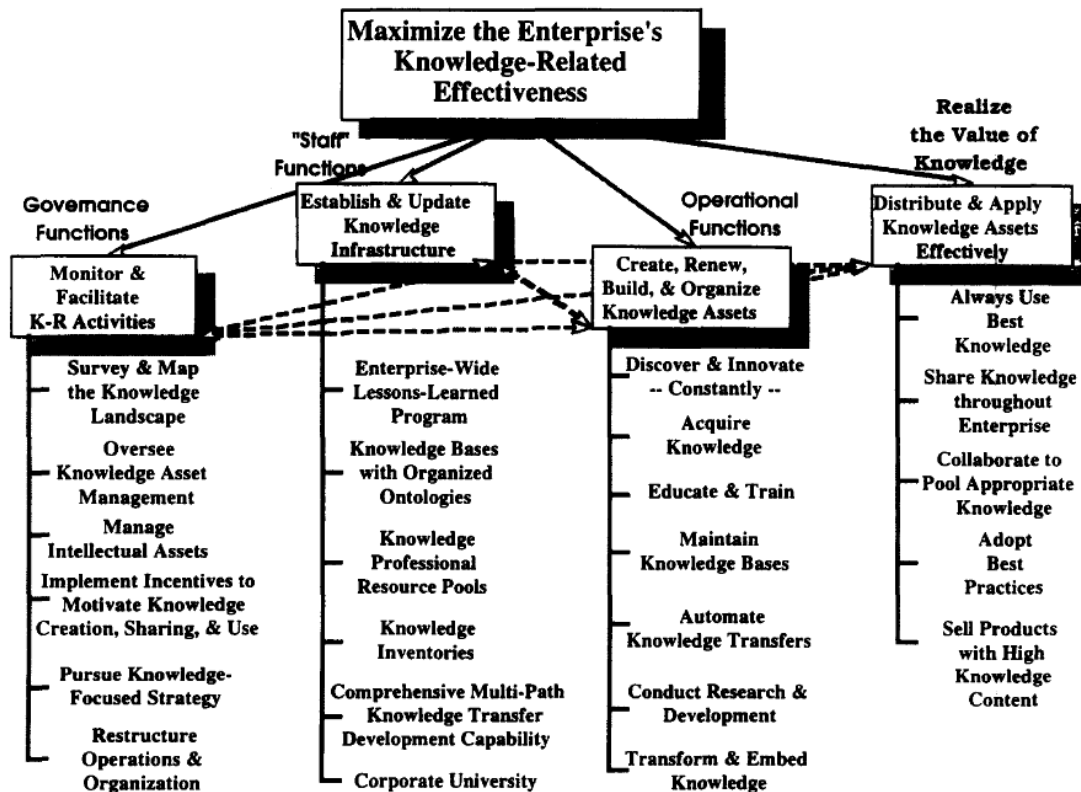 Maximize the Enterprise's
Knowledge-Related
Effectiveness
Governance
Functions
Monitor &
Facilitate
K-R Activities
Survey & Map
the Knowledge
Landscape
Oversee
Knowledge Asset
Management
Manage
Intellectual Assets
Implement Incentives to
Motivate Knowledge
Creation, Sharing, & Use
Pursue Knowledge-
Focused Strategy
Restructure
Operations &
Organization
"Staff"
Functions
Establish & Update
Knowledge
Infrastructure
Enterprise-Wide
Lessons-Learned
Program
Knowledge Bases
with Organized
Ontologies
Knowledge
Professional
Resource Pools
Knowledge
Inventories
Comprehensive Multi-Path
Knowledge Transfer
Development Capability
Corporate University
Operational
Functions
Create, Renew,
Build, & Organize
Knowledge Assets
Discover & Innovate
-- Constantly --
Acquire
Knowledge
Educate & Train
Maintain
Knowledge Bases
Automate
Knowledge Transfers
Conduct Research &
Development
Transform & Embed
Knowledge
Realize
the Value of
Knowledge
Distribute & Apply
Knowledge Assets
Effectively
Always Use
Best
Knowledge
Share Knowledge
throughout
Enterprise
Collaborate to
Pool Appropriate
Knowledge
Adopt
Best
Practices
Sell Products
with High
Knowledge
Content